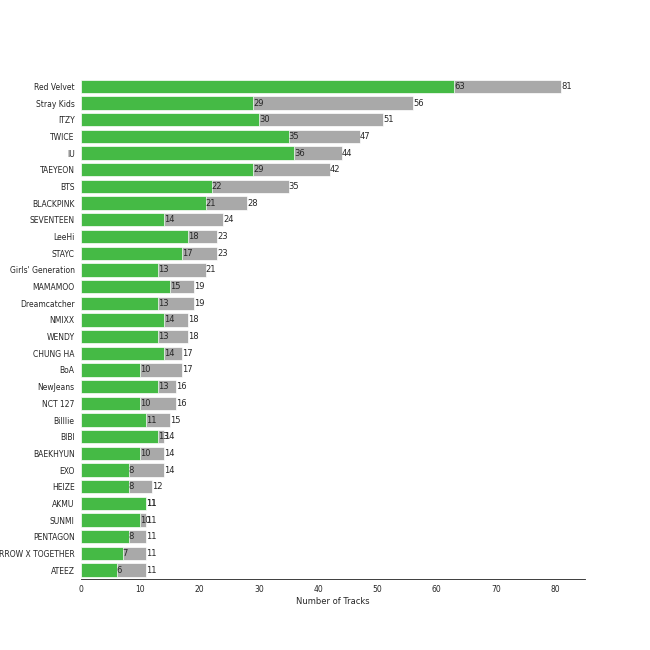 Red Velvet 63 81
Stray Kids 29 56
ITZY 30 51
TWICE 35 47
IU 36 44
TAEYEON 29 42
BTS 22 35
BLACKPINK 21 28
SEVENTEEN 14 24
LeeHi 18 23
STAYC 17 23
Girls' Generation 13 21
MAMAMOO 15 19
Dreamcatcher 13 19
NMIXX 14 18
WENDY 13 18
CHUNG HA 14 17
BoA 10 17
NewJeans 13 16
NCT 127 10 16
Billlie 11 15
BIBI 13 14
BAEKHYUN 10 14
EXO 8 14
HEIZE 8 12
AKMU 11 11
SUNMI 10 11
PENTAGON 8 11
RROW X TOGETHER 7 11
ATEEZ 6 11
0 10 20 30 40 50 60 70 80
Number of Tracks